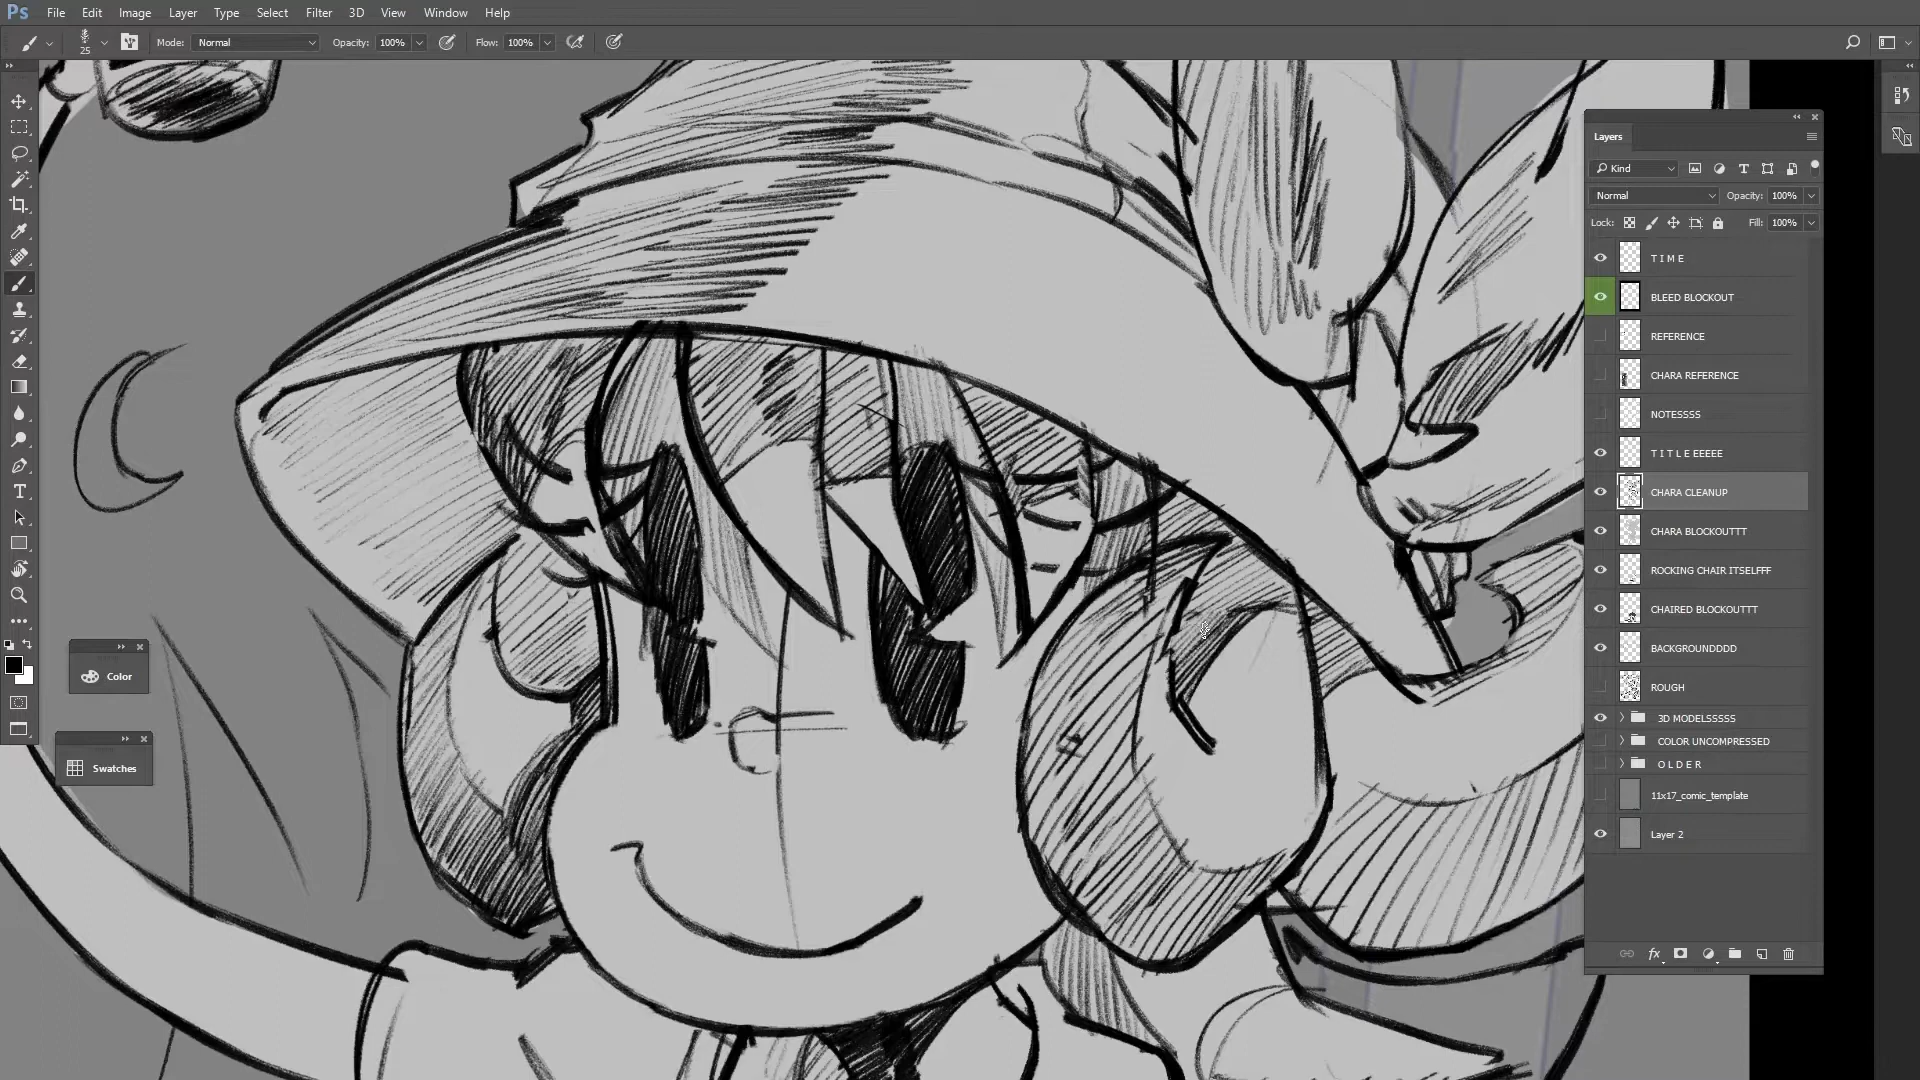 Ps File Edit Image Layer Type Select Filter 3D View Window Help
25 Mode: Normal Opacity: 100% Flow: 100%
Layers
Kind
Normal Opacity: 100%
Lock: Fill: 100%
T I M E
BLEED BLOCKOUT
REFERENCE
CHARA REFERENCE
NOTESSSS
T I T L E EEEEE
CHARA CLEANUP
CHARA BLOCKOUTTT
ROCKING CHAIR ITSELFFF
CHAIRED BLOCKOUTTT
BACKGROUNDDDD
ROUGH
3D MODELSSSSS
COLOR UNCOMPRESSED
O L D E R
11x17_comic_template
Layer 2
Color
Swatches